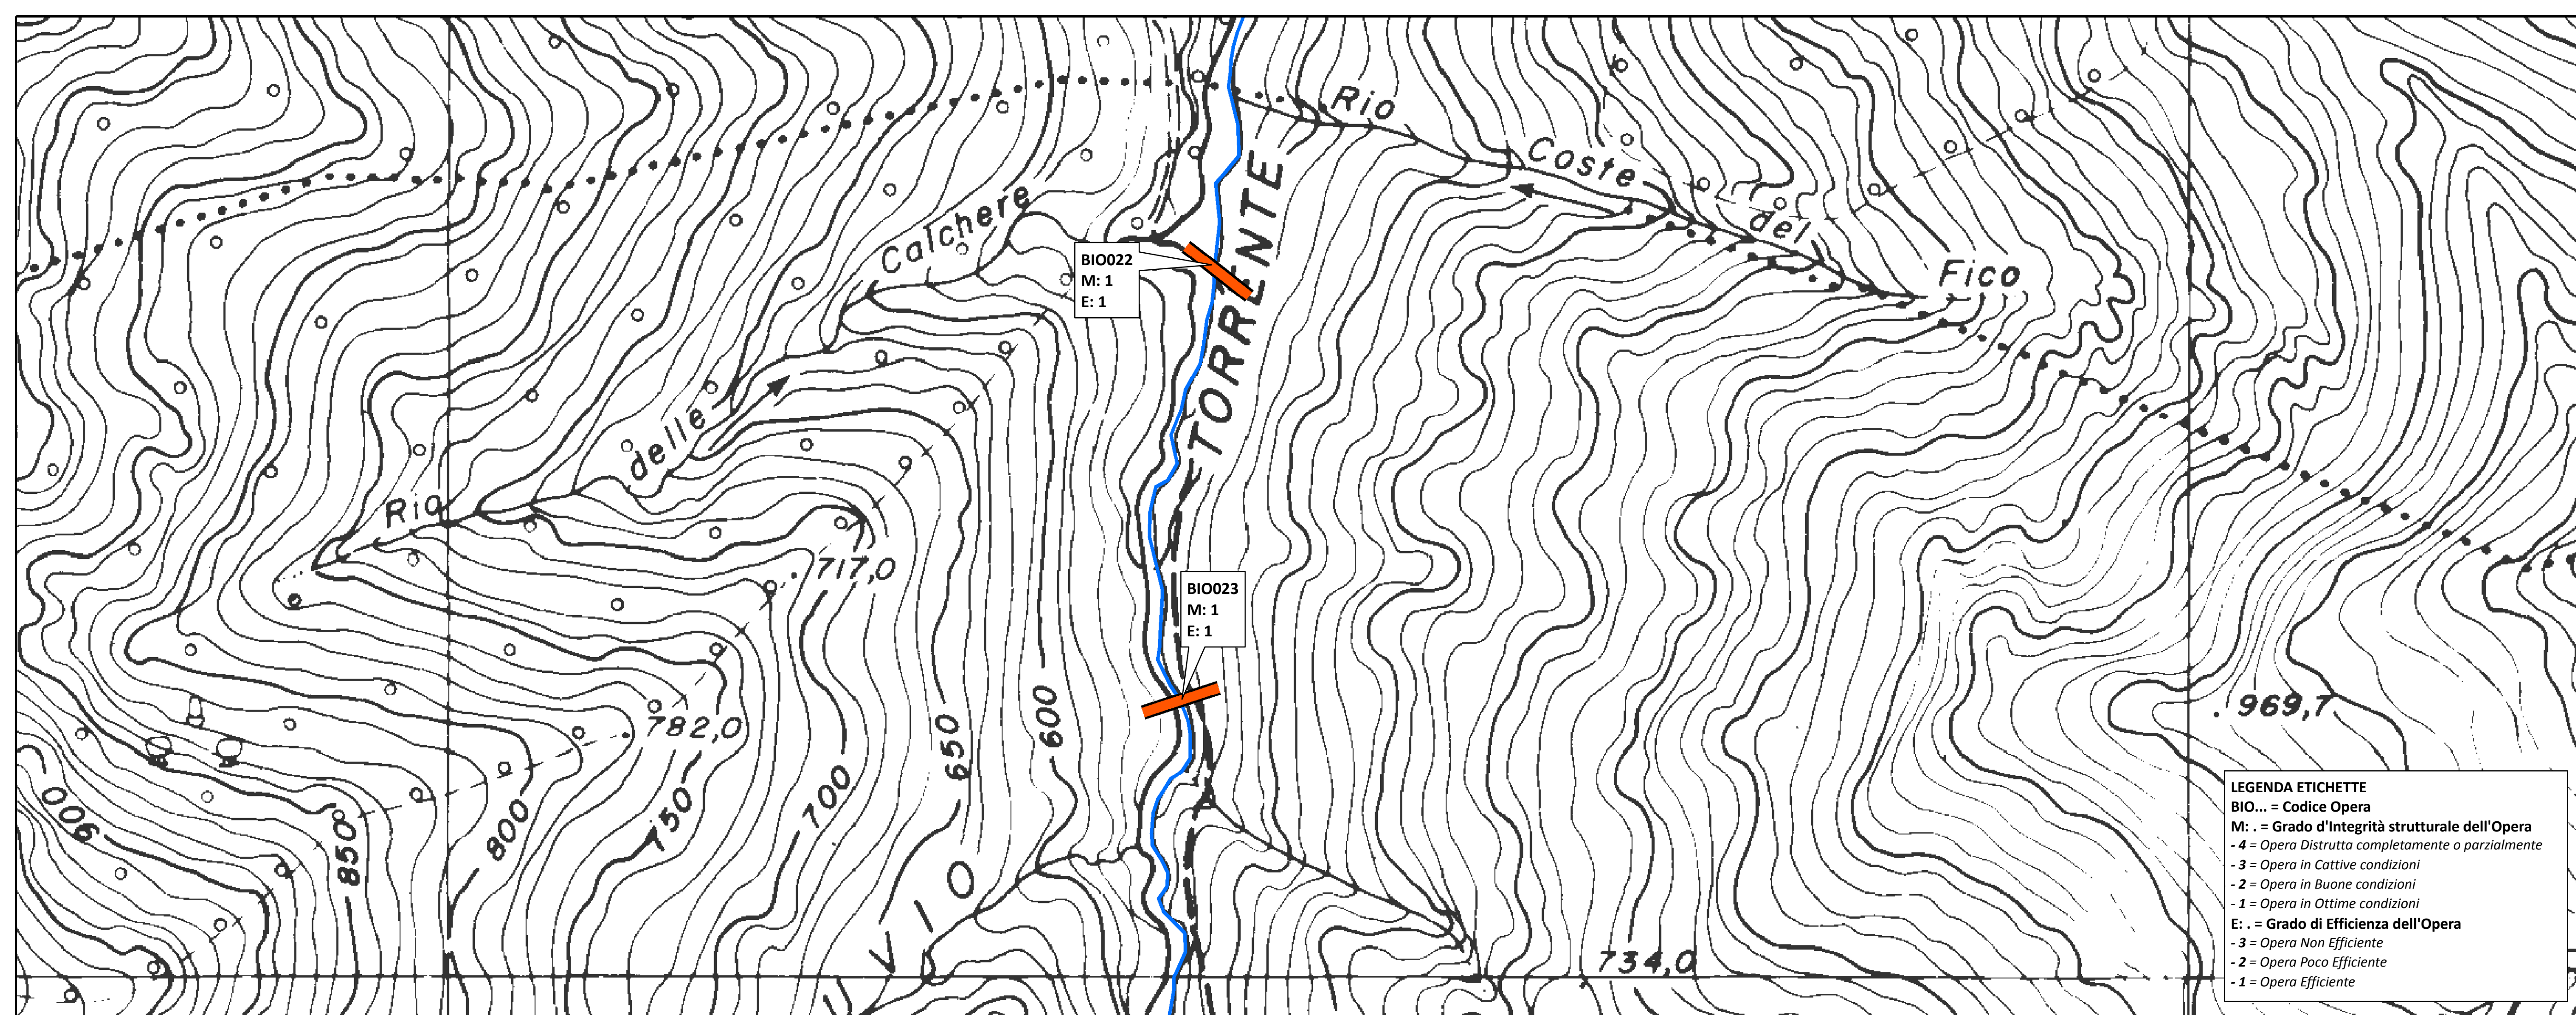 Rio
Coste
del
Fico
Calchere
delle
Rio
TORRENTE
BIO022
M: 1
E: 1
717,0
BIO023
M: 1
E: 1
782,0
969,7
600
650
700
750
800
850
900
VIO
734,0
LEGENDA ETICHETTE
BIO... = Codice Opera
M: . = Grado d'Integrità strutturale dell'Opera
- 4 = Opera Distrutta completamente o parzialmente
- 3 = Opera in Cattive condizioni
- 2 = Opera in Buone condizioni
- 1 = Opera in Ottime condizioni
E: . = Grado di Efficienza dell'Opera
- 3 = Opera Non Efficiente
- 2 = Opera Poco Efficiente
- 1 = Opera Efficiente